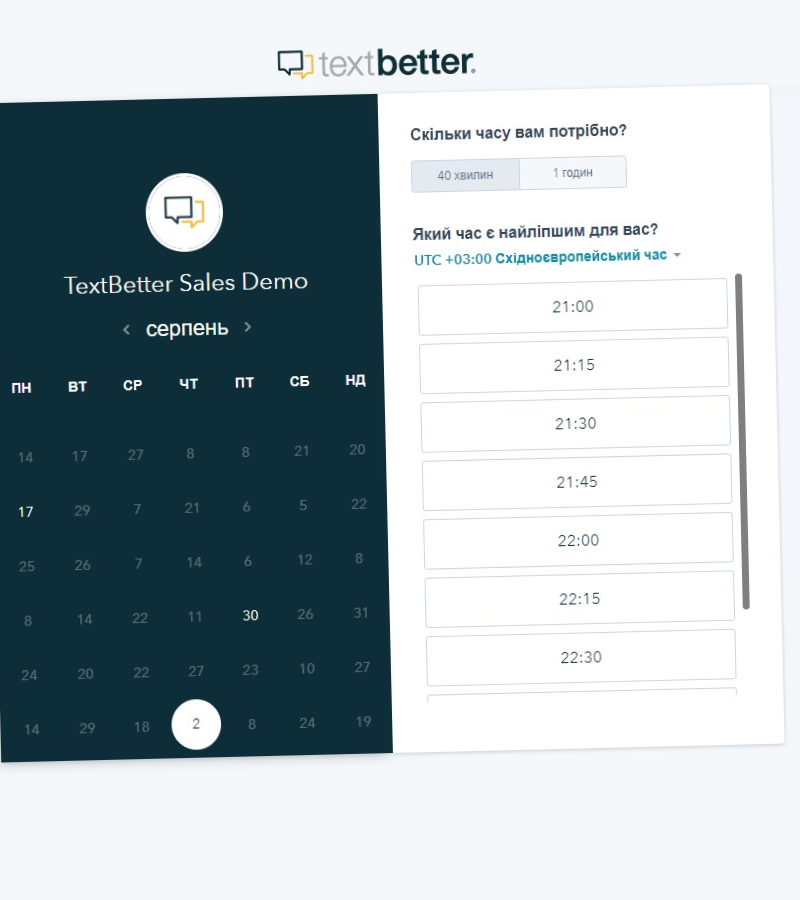 textbetter.
TextBetter Sales Demo
серпень
ПН ВТ СР ЧТ ПТ СБ НД
14 17 27 8 8 21 20
17 29 7 21 6 5 22
25 26 7 14 6 12 8
8 14 22 11 30 26 31
24 20 22 27 23 10 27
14 29 18 2 8 24 19
Скільки часу вам потрібно?
40 хвилин 1 годин
Який час є найліпшим для вас?
UTC +03:00 Східноєвропейський час
21:00
21:15
21:30
21:45
22:00
22:15
22:30